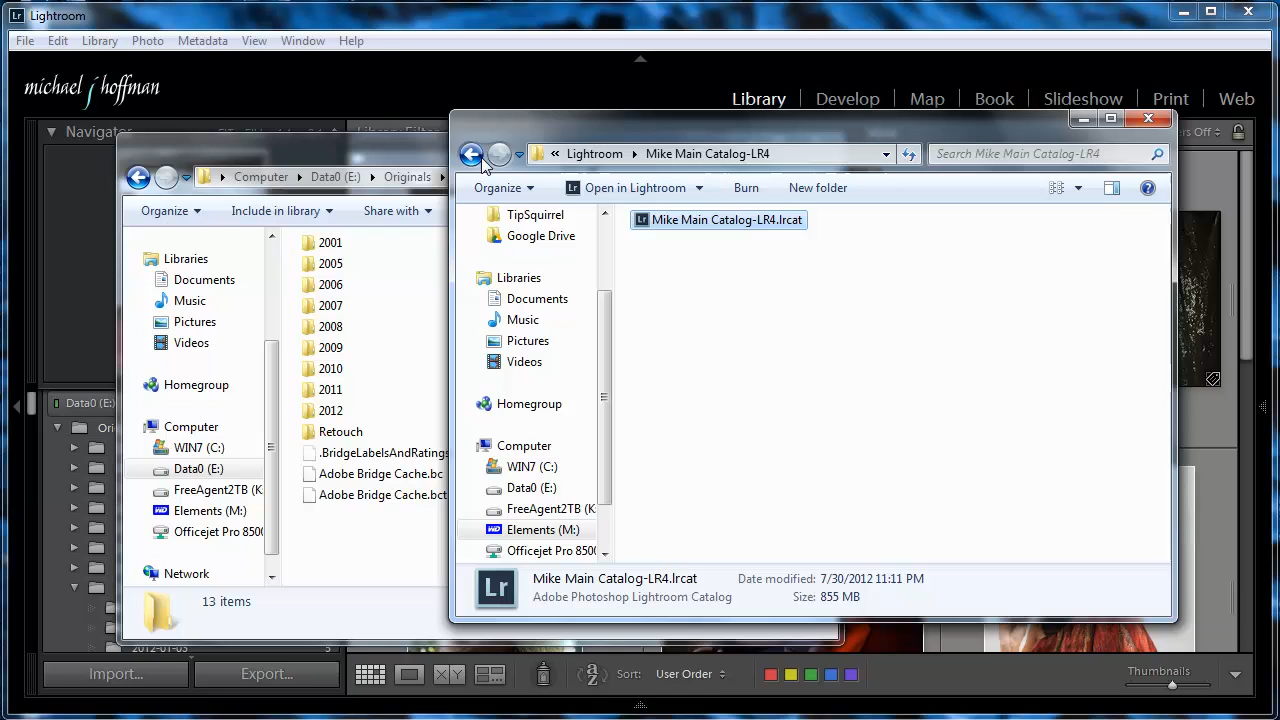 Lightroom
File Edit Library Photo Metadata View Window Help
michael j hoffman
Library Develop Map Book Slideshow Print Web
Navigator
Lightroom Mike Main Catalog-LR4 Search Mike Main Catalog-LR4
Computer Data0 (E:) Originals
Organize Open in Lightroom Burn New folder
Organize Include in library Share with
TipSquirrel
Google Drive
Libraries
Documents
Music
Pictures
Videos
Homegroup
Computer
WIN7 (C:)
Data0 (E:)
FreeAgent2TB (K
Elements (M:)
Officejet Pro 850
Mike Main Catalog-LR4.lrcat
Libraries
Documents
Music
Pictures
Videos
Homegroup
Computer
WIN7 (C:)
Data0 (E:)
FreeAgent2TB (K
Elements (M:)
Officejet Pro 8500
Network
2001
2005
2006
2007
2008
2009
2010
2011
2012
Retouch
.BridgeLabelsAndRatings
Adobe Bridge Cache.bc
Adobe Bridge Cache.bct
13 items
Mike Main Catalog-LR4.lrcat Date modified: 7/30/2012 11:11 PM
Adobe Photoshop Lightroom Catalog Size: 855 MB
Data0 (E:)
2012-01-03 5
Import... Export... XY Sort: User Order Thumbnails